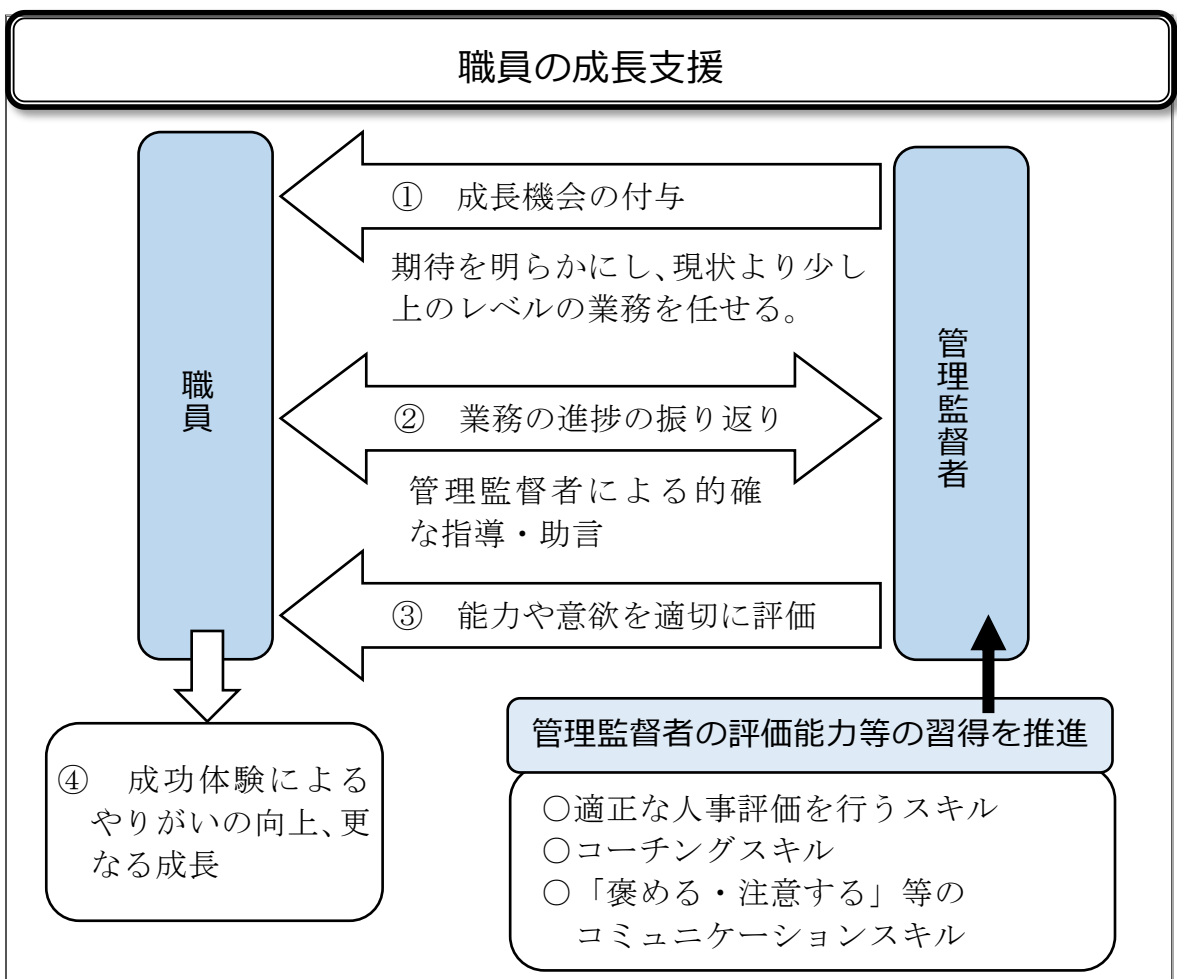 職員の成長支援
① 成長機会の付与
期待を明らかにし、現状より少し
上のレベルの業務を任せる。
職員
管理監督者
② 業務の進捗の振り返り
管理監督者による的確
な指導・助言
③ 能力や意欲を適切に評価
④ 成功体験による
やりがいの向上、更
なる成長
管理監督者の評価能力等の習得を推進
○適正な人事評価を行うスキル
○コーチングスキル
○「褒める・注意する」等の
コミュニケーションスキル